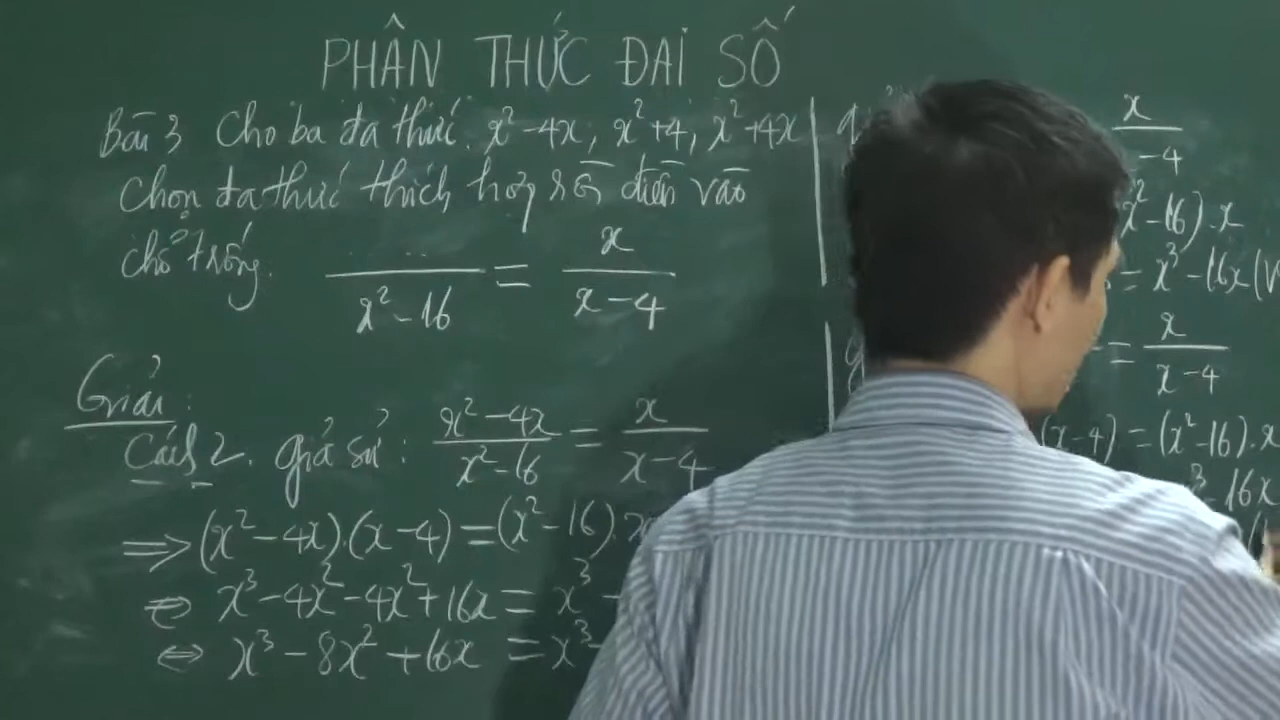 PHÂN THỨC ĐAI SỐ
Bài 3 Cho ba đa thức. x² - 4x, x² + 4, x² + 4x
Chọn đa thức thích hợp rồi điền vào
chỗ trống.
... / x² - 16 = x / x - 4
Giải:
Cách 2. giả sử: x² - 4x / x² - 16 = x / x - 4
⇒ (x² - 4x).(x - 4) = (x² - 16).x
⇔ x³ - 4x² - 4x² + 16x = x³ -
⇔ x³ - 8x² + 16x = x³ -
x / -4
x² - 16).x
= x³ - 16x (V
= x / x - 4
(x - 4) = (x² - 16).x
³ - 16x